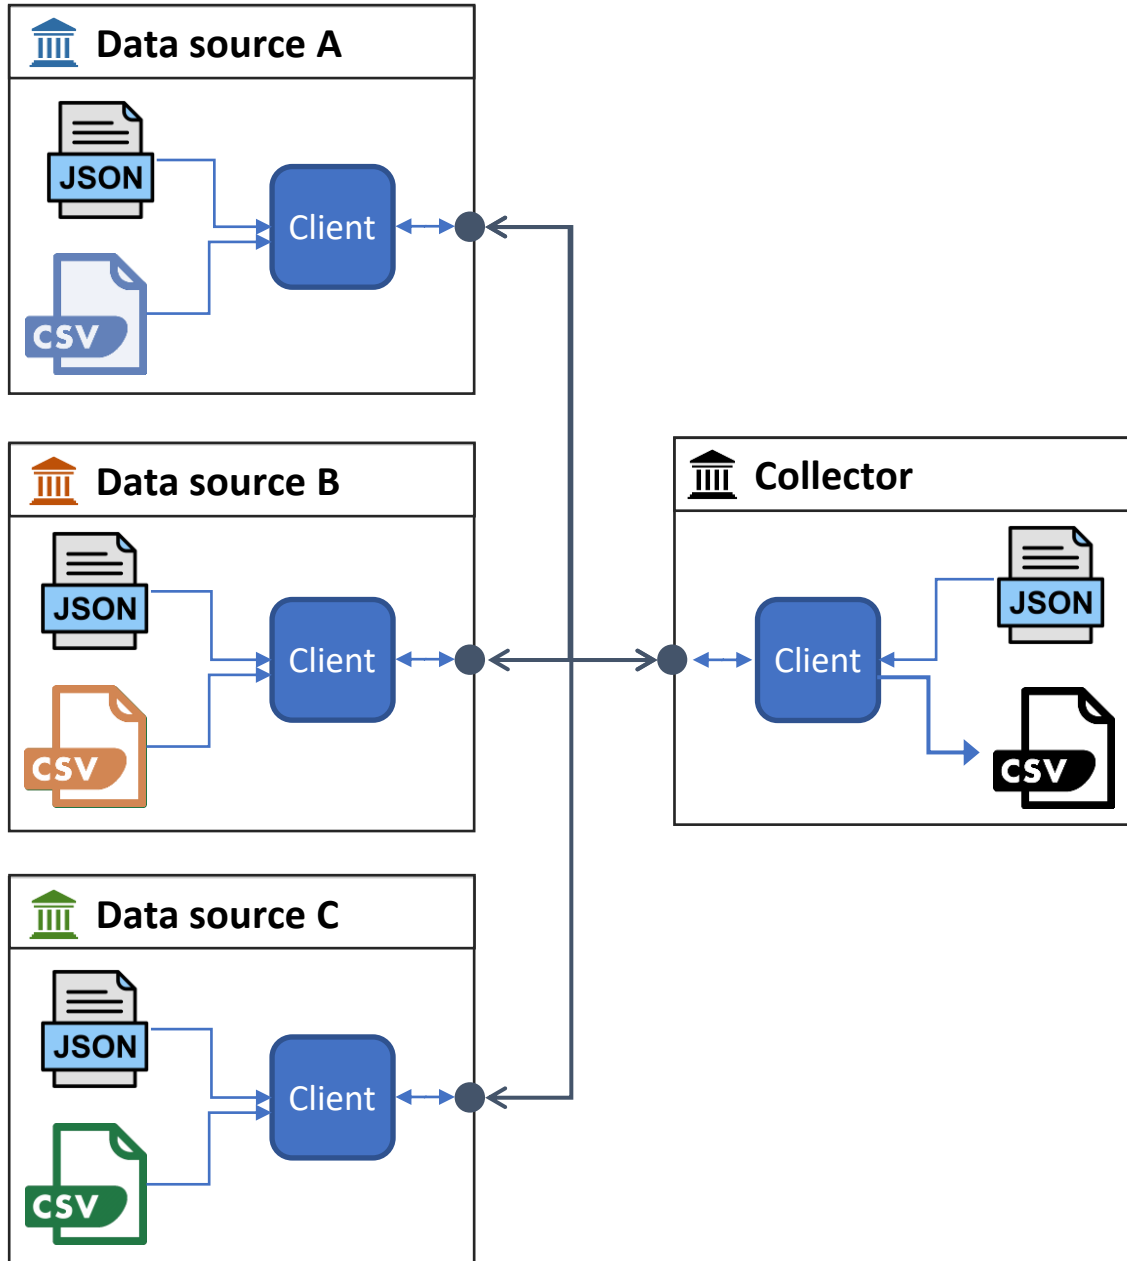 Data source A
JSON
Client
CSV
Data source B
JSON
Client
CSV
Collector
JSON
Client
CSV
Data source C
JSON
Client
CSV